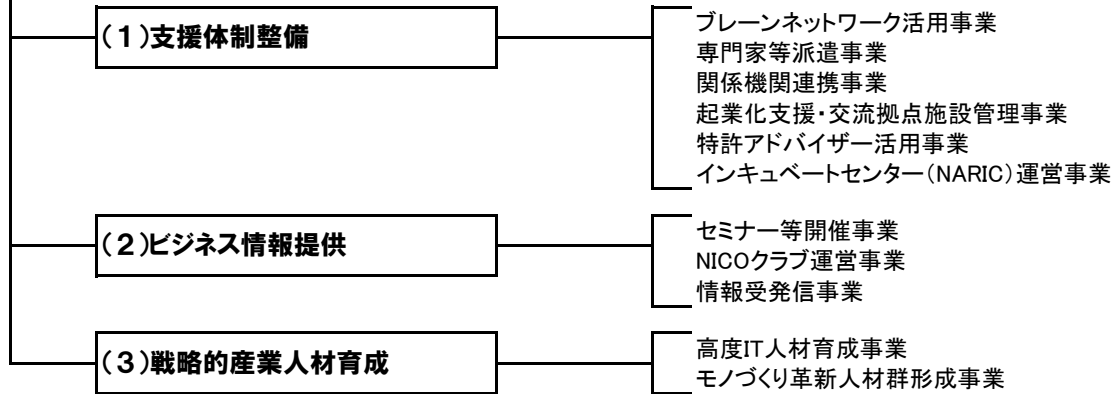 （１）支援体制整備
ブレーンネットワーク活用事業
専門家等派遣事業
関係機関連携事業
起業化支援・交流拠点施設管理事業
特許アドバイザー活用事業
インキュベートセンター（NARIC）運営事業
（２）ビジネス情報提供
セミナー等開催事業
NICOクラブ運営事業
情報受発信事業
（３）戦略的産業人材育成
高度IT人材育成事業
モノづくり革新人材群形成事業